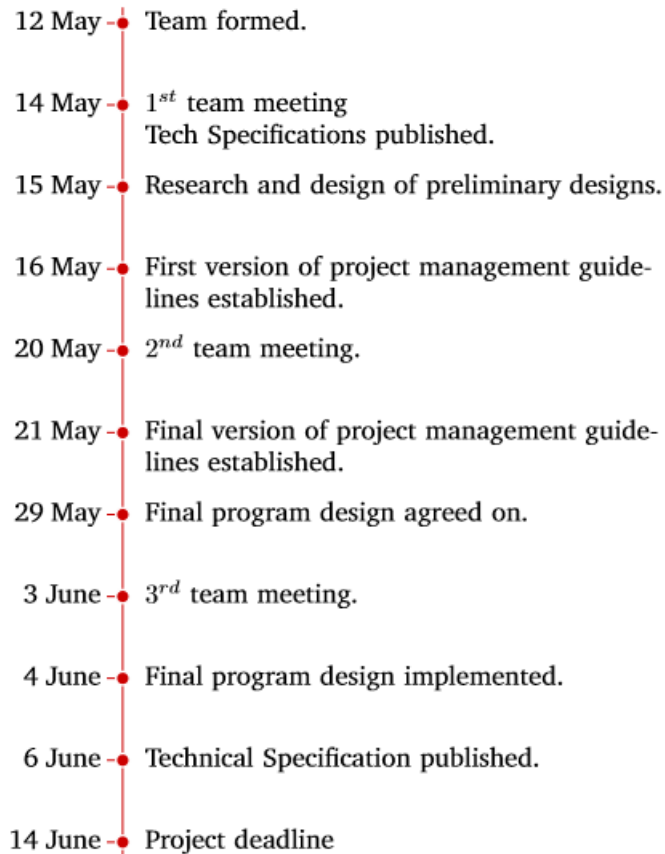 12 May Team formed.
14 May 1st team meeting
Tech Specifications published.
15 May Research and design of preliminary designs.
16 May First version of project management guide-
lines established.
20 May 2nd team meeting.
21 May Final version of project management guide-
lines established.
29 May Final program design agreed on.
3 June 3rd team meeting.
4 June Final program design implemented.
6 June Technical Specification published.
14 June Project deadline